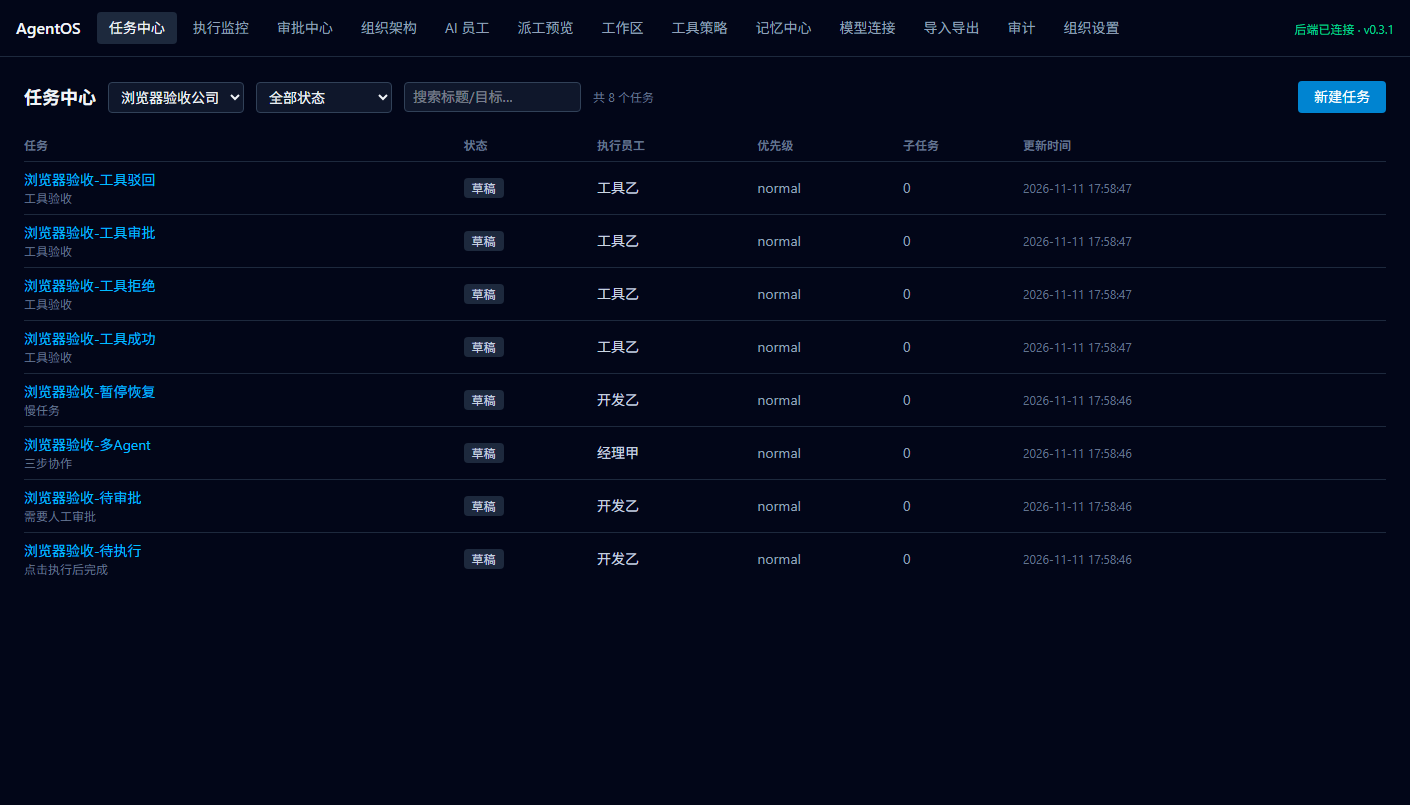 AgentOS 任务中心 执行监控 审批中心 组织架构 AI 员工 派工预览 工作区 工具策略 记忆中心 模型连接 导入导出 审计 组织设置 后端已连接 · v0.3.1
任务中心 浏览器验收公司 全部状态 搜索标题/目标... 共 8 个任务 新建任务
任务 状态 执行员工 优先级 子任务 更新时间
浏览器验收-工具驳回
工具验收
草稿 工具乙 normal 0 2026-11-11 17:58:47
浏览器验收-工具审批
工具验收
草稿 工具乙 normal 0 2026-11-11 17:58:47
浏览器验收-工具拒绝
工具验收
草稿 工具乙 normal 0 2026-11-11 17:58:47
浏览器验收-工具成功
工具验收
草稿 工具乙 normal 0 2026-11-11 17:58:47
浏览器验收-暂停恢复
慢任务
草稿 开发乙 normal 0 2026-11-11 17:58:46
浏览器验收-多Agent
三步协作
草稿 经理甲 normal 0 2026-11-11 17:58:46
浏览器验收-待审批
需要人工审批
草稿 开发乙 normal 0 2026-11-11 17:58:46
浏览器验收-待执行
点击执行后完成
草稿 开发乙 normal 0 2026-11-11 17:58:46